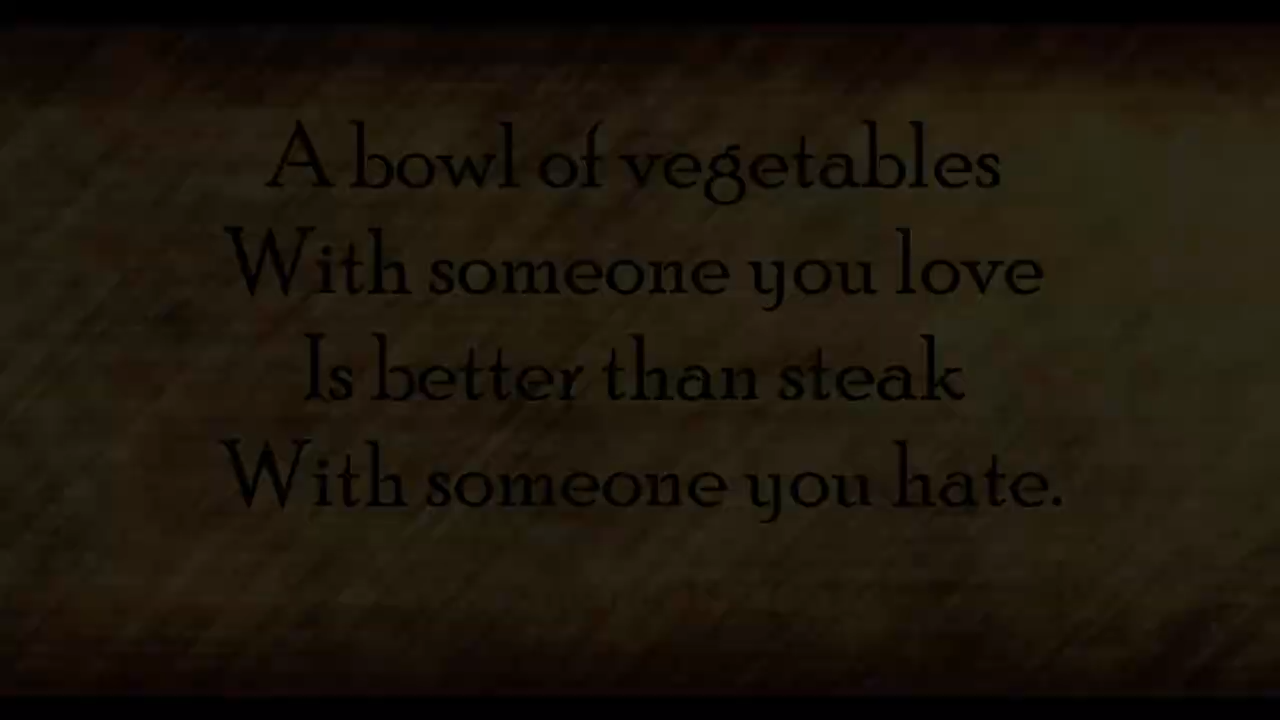 A bowl of vegetables
With someone you love
Is better than steak
With someone you hate.